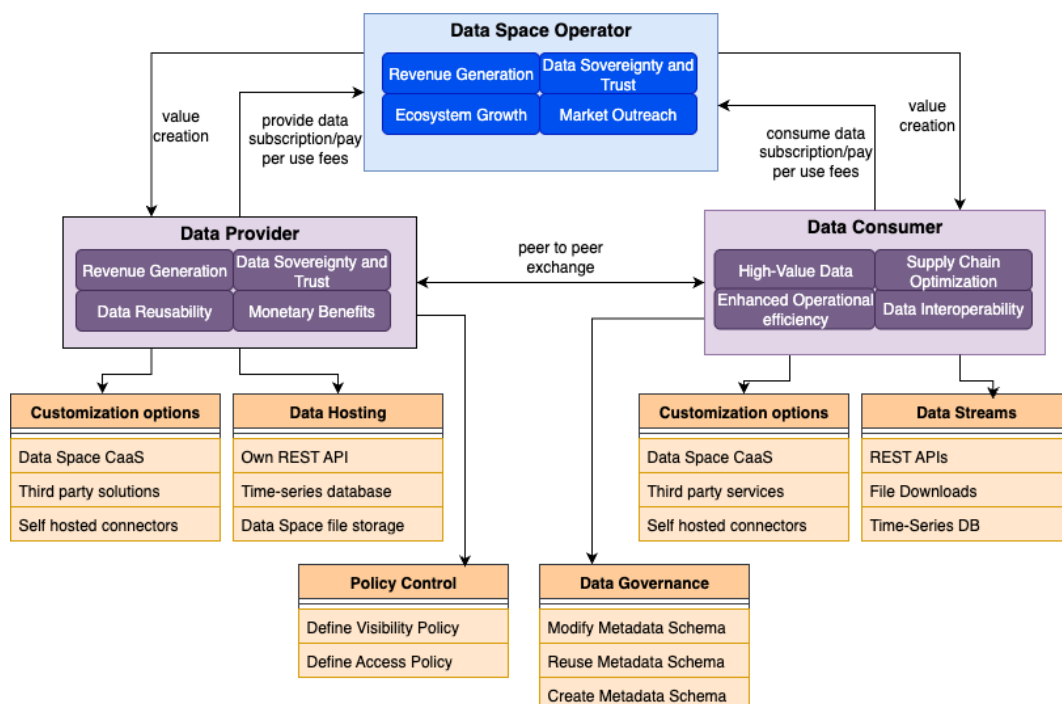 Data Space Operator
Revenue Generation
Data Sovereignty and
Trust
Ecosystem Growth
Market Outreach
value
creation
provide data
subscription/pay
per use fees
consume data
subscription/pay
per use fees
value
creation
Data Provider
Revenue Generation
Data Sovereignty and
Trust
Data Reusability
Monetary Benefits
peer to peer
exchange
Data Consumer
High-Value Data
Supply Chain
Optimization
Enhanced Operational
efficiency
Data Interoperability
Customization options
Data Space CaaS
Third party solutions
Self hosted connectors
Data Hosting
Own REST API
Time-series database
Data Space file storage
Customization options
Data Space CaaS
Third party services
Self hosted connectors
Data Streams
REST APIs
File Downloads
Time-Series DB
Policy Control
Define Visibility Policy
Define Access Policy
Data Governance
Modify Metadata Schema
Reuse Metadata Schema
Create Metadata Schema